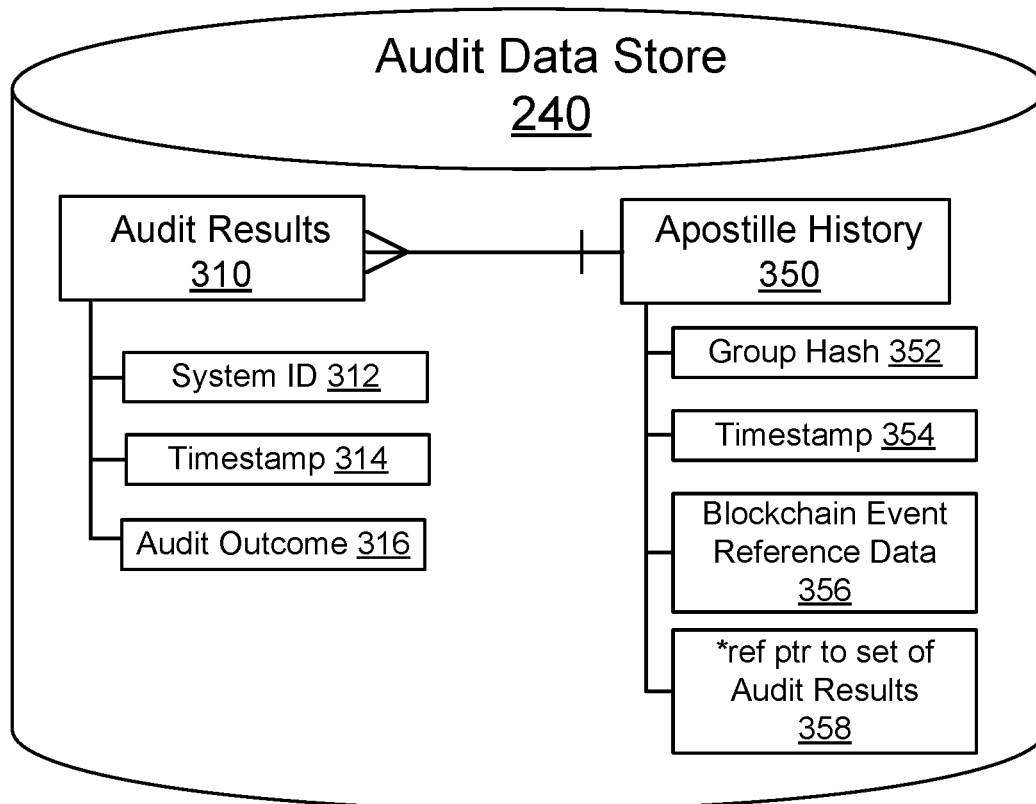 Audit Data Store
240
Audit Results
310
System ID 312
Timestamp 314
Audit Outcome 316
Apostille History
350
Group Hash 352
Timestamp 354
Blockchain Event
Reference Data
356
*ref ptr to set of
Audit Results
358